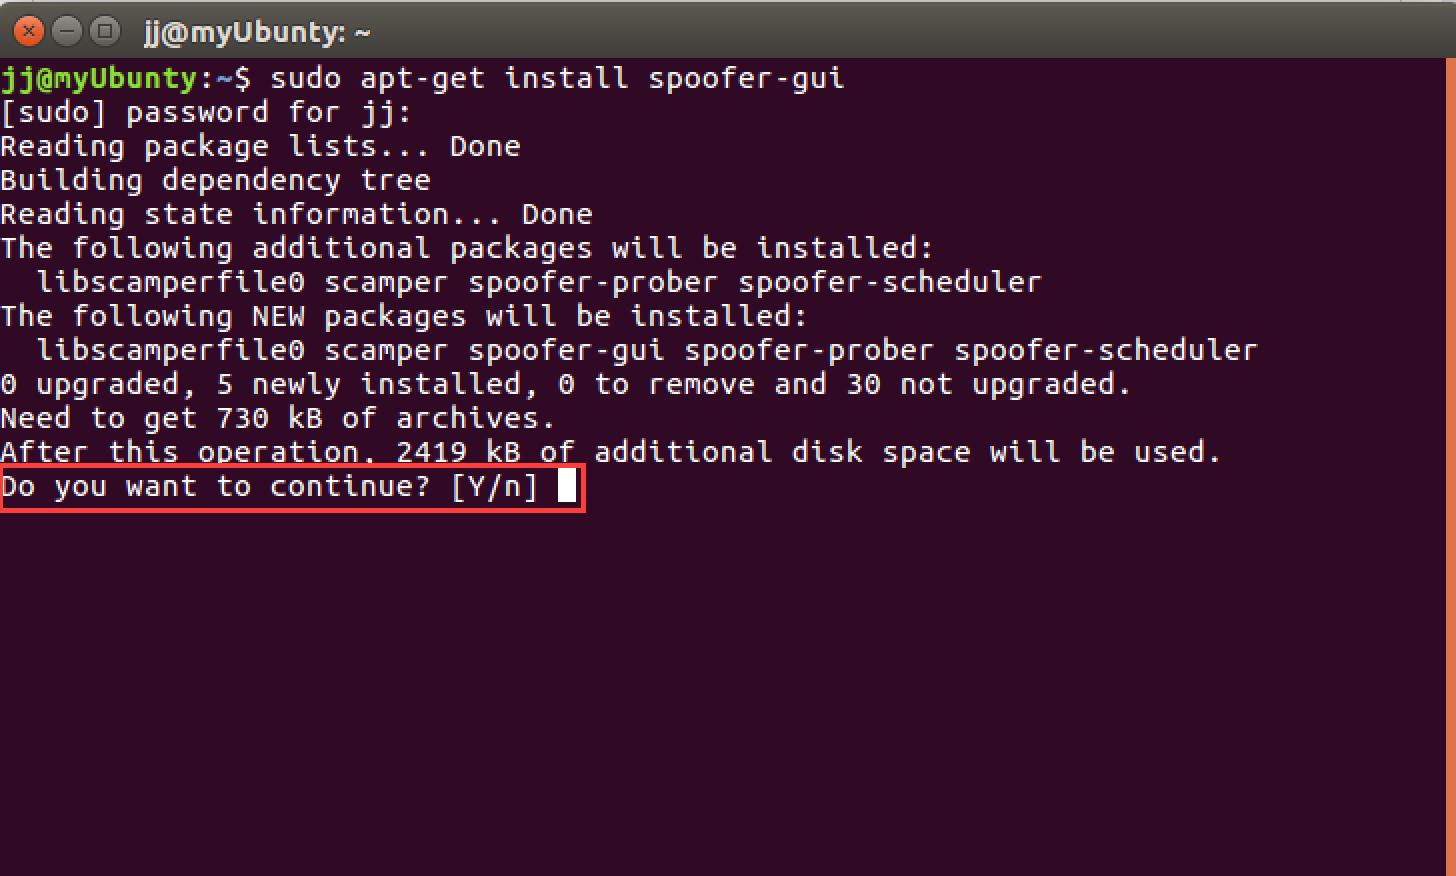 jj@myUbunty: ~
jj@myUbunty:~$ sudo apt-get install spoofer-gui
[sudo] password for jj:
Reading package lists... Done
Building dependency tree
Reading state information... Done
The following additional packages will be installed:
  libscamperfile0 scamper spoofer-prober spoofer-scheduler
The following NEW packages will be installed:
  libscamperfile0 scamper spoofer-gui spoofer-prober spoofer-scheduler
0 upgraded, 5 newly installed, 0 to remove and 30 not upgraded.
Need to get 730 kB of archives.
After this operation, 2419 kB of additional disk space will be used.
Do you want to continue? [Y/n]